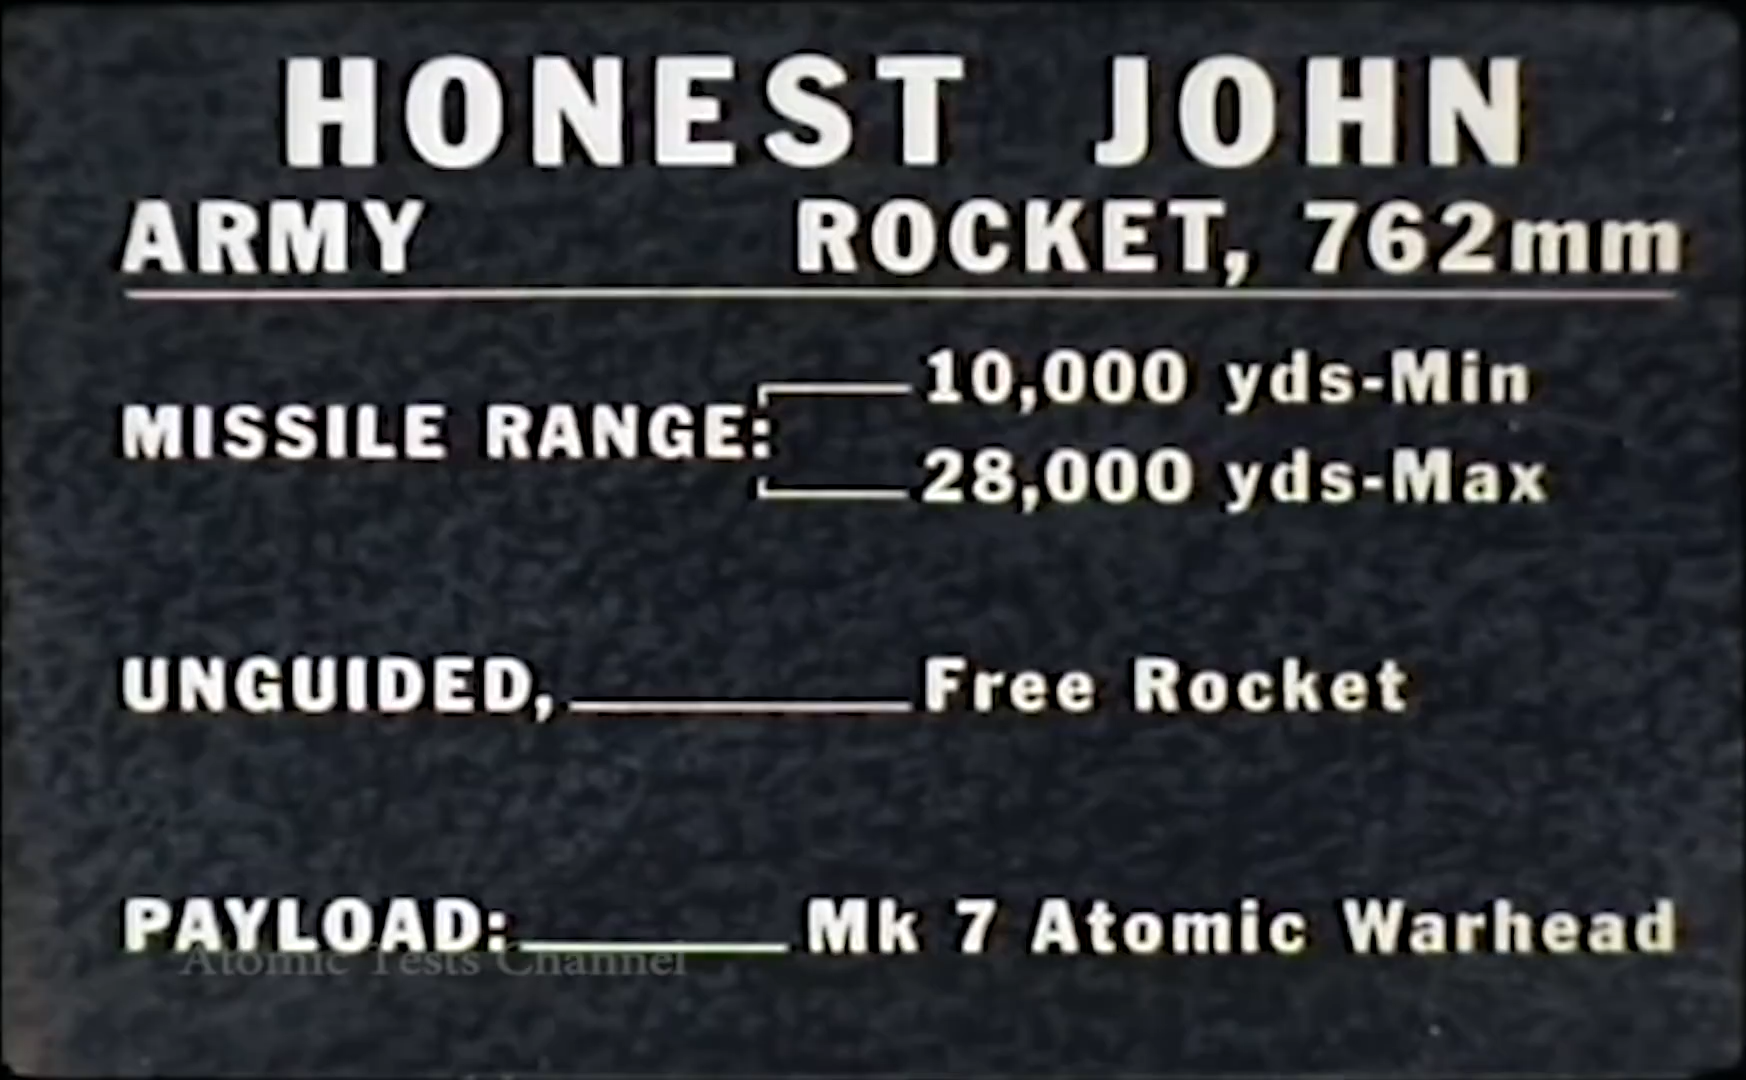 HONEST JOHN
ARMY ROCKET, 762mm
MISSILE RANGE: 10,000 yds-Min
28,000 yds-Max
UNGUIDED, Free Rocket
PAYLOAD: Mk 7 Atomic Warhead
Atomic Tests Channel